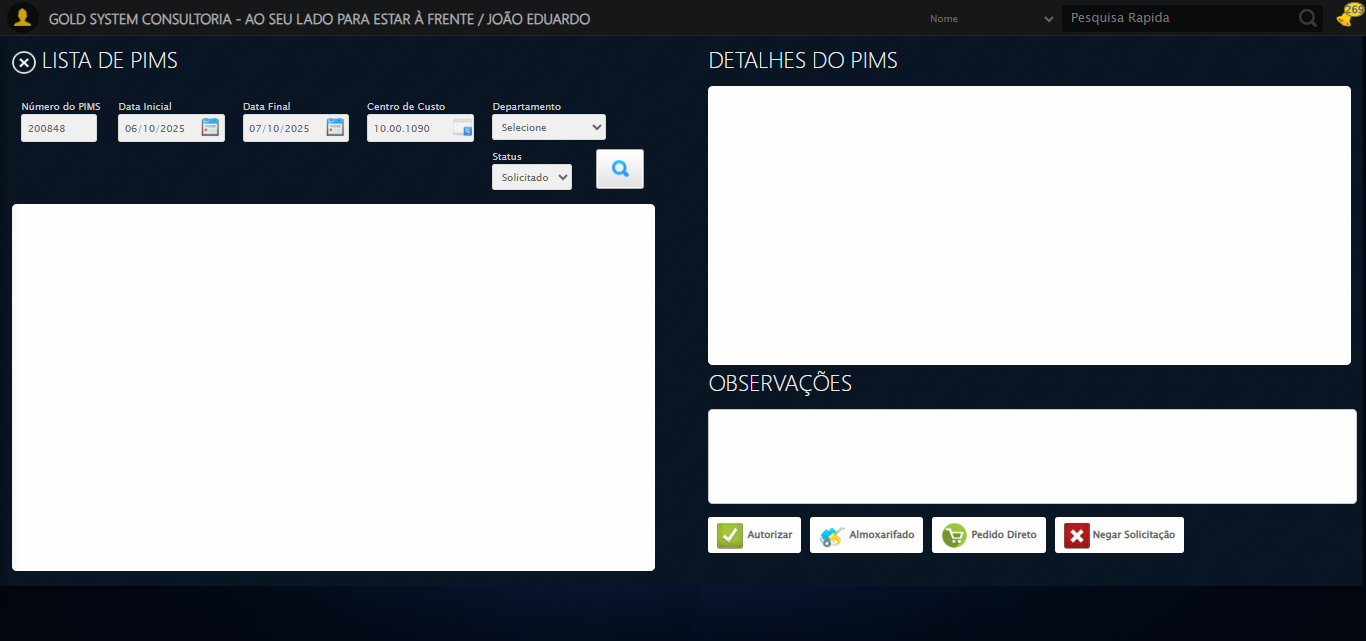 GOLD SYSTEM CONSULTORIA - AO SEU LADO PARA ESTAR À FRENTE / JOÃO EDUARDO
Nome
Pesquisa Rapida
269
LISTA DE PIMS
Número do PIMS
Data Inicial
Data Final
Centro de Custo
Departamento
200848
06/10/2025
07/10/2025
10.00.1090
Selecione
Status
Solicitado
DETALHES DO PIMS
OBSERVAÇÕES
Autorizar
Almoxarifado
Pedido Direto
Negar Solicitação